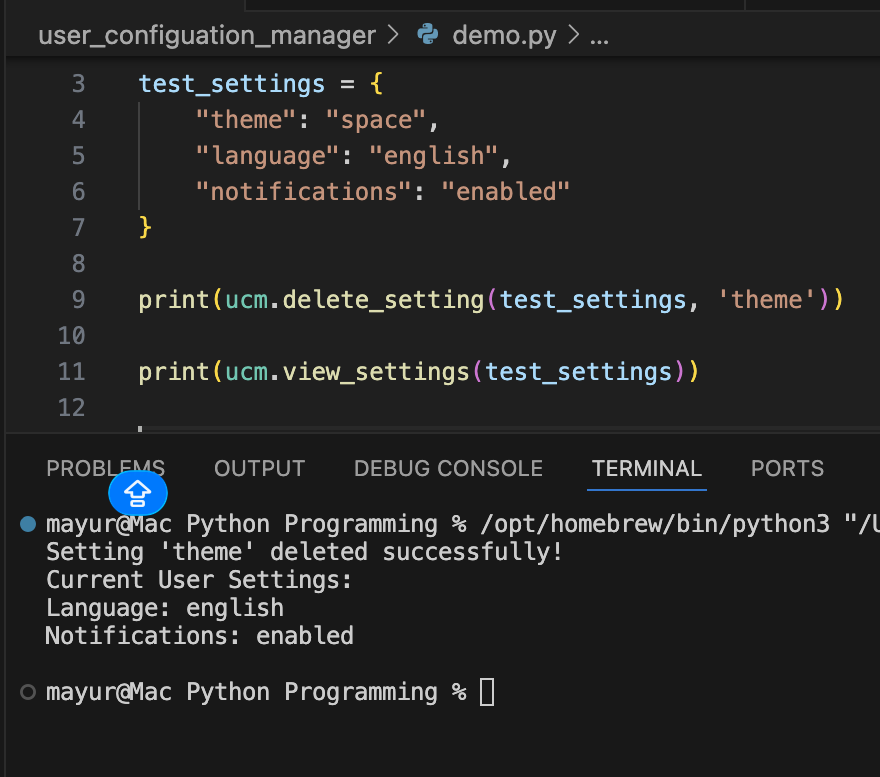 user_configuation_manager > demo.py > ...
3 test_settings = {
4 "theme": "space",
5 "language": "english",
6 "notifications": "enabled"
7 }
8
9 print(ucm.delete_setting(test_settings, 'theme'))
10
11 print(ucm.view_settings(test_settings))
12
PROBLEMS OUTPUT DEBUG CONSOLE TERMINAL PORTS
mayur@Mac Python Programming % /opt/homebrew/bin/python3 "/U
Setting 'theme' deleted successfully!
Current User Settings:
Language: english
Notifications: enabled
mayur@Mac Python Programming %